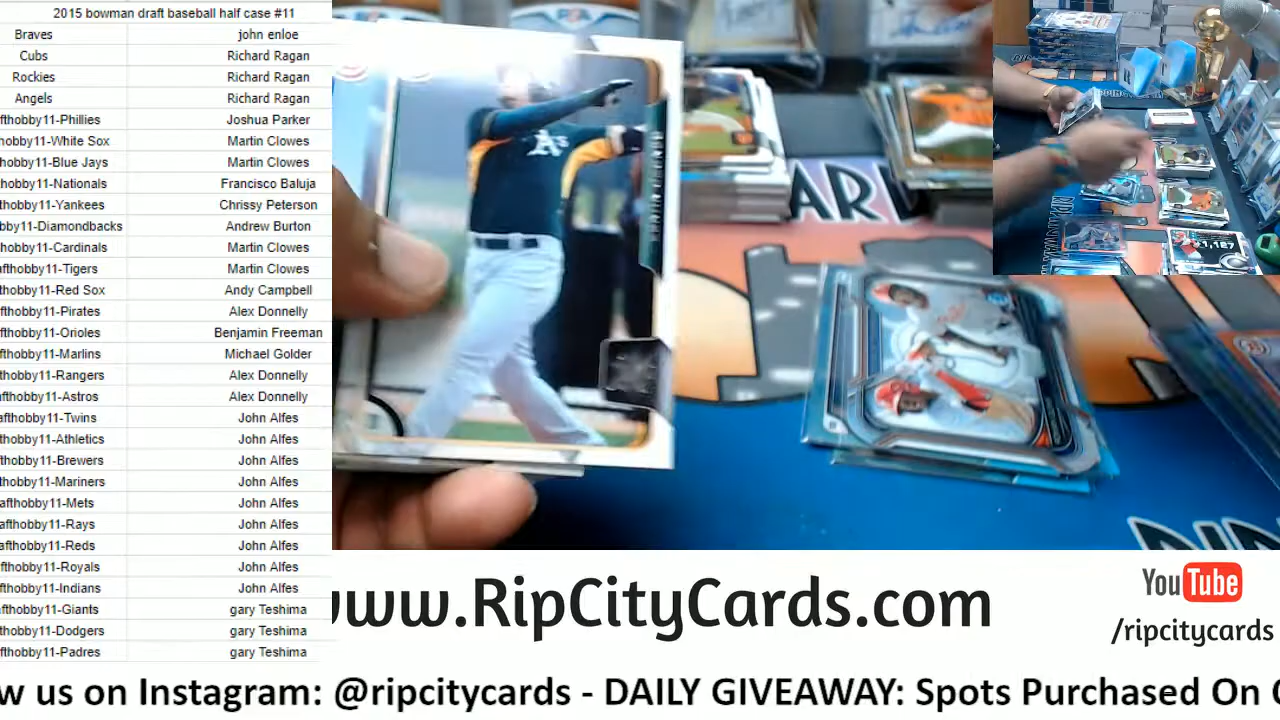 2015 bowman draft baseball half case #11
Braves john enloe
Cubs Richard Ragan
Rockies Richard Ragan
Angels Richard Ragan
fthobby11-Phillies Joshua Parker
hobby11-White Sox Martin Clowes
hobby11-Blue Jays Martin Clowes
thobby11-Nationals Francisco Baluja
thobby11-Yankees Chrissy Peterson
bby11-Diamondbacks Andrew Burton
hobby11-Cardinals Martin Clowes
afthobby11-Tigers Martin Clowes
hobby11-Red Sox Andy Campbell
fthobby11-Pirates Alex Donnelly
thobby11-Orioles Benjamin Freeman
fthobby11-Marlins Michael Golder
thobby11-Rangers Alex Donnelly
fthobby11-Astros Alex Donnelly
afthobby11-Twins John Alfes
thobby11-Athletics John Alfes
thobby11-Brewers John Alfes
hobby11-Mariners John Alfes
afthobby11-Mets John Alfes
afthobby11-Rays John Alfes
afthobby11-Reds John Alfes
fthobby11-Royals John Alfes
fthobby11-Indians John Alfes
afthobby11-Giants gary Teshima
thobby11-Dodgers gary Teshima
fthobby11-Padres gary Teshima
A's
ARD
1,187
www.RipCityCards.com
YouTube
/ripcitycards
w us on Instagram: @ripcitycards - DAILY GIVEAWAY: Spots Purchased On